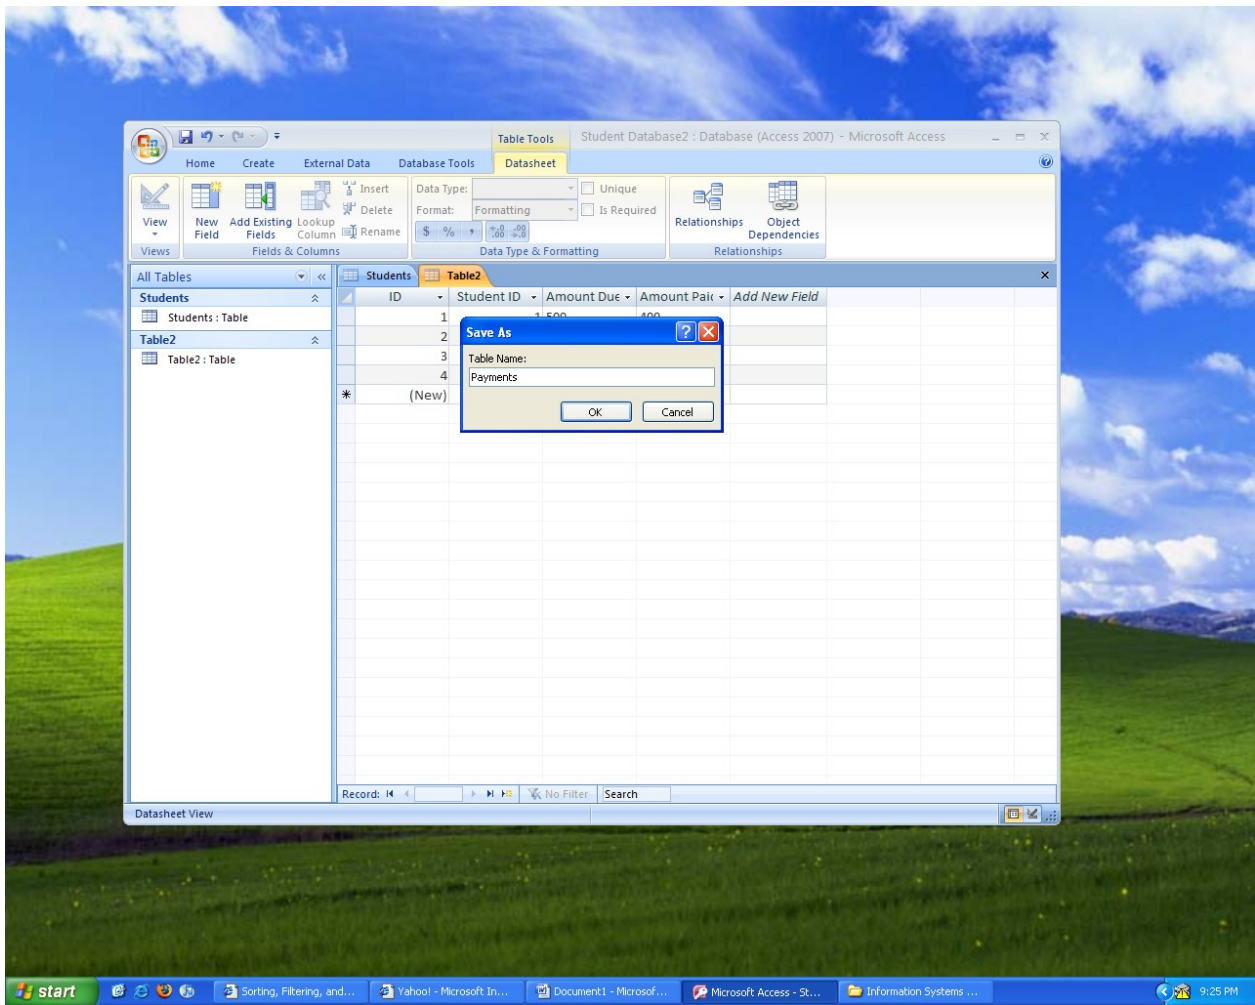 Table Tools
Student Database2 : Database (Access 2007) - Microsoft Access
Home Create External Data Database Tools Datasheet
View
New Field
Add Existing Fields
Lookup Column
Insert
Delete
Rename
Data Type:
Format: Formatting
$ % ,
Unique
Is Required
Relationships
Object Dependencies
Views Fields & Columns Data Type & Formatting Relationships
All Tables
Students
Students : Table
Table2
Table2 : Table
Students Table2
ID Student ID Amount Due Amount Paid Add New Field
1 1 500 400
2
3
4
(New)
Save As
Table Name:
Payments
OK Cancel
Record: No Filter Search
Datasheet View
start Sorting, Filtering, and... Yahoo! - Microsoft In... Document1 - Microsof... Microsoft Access - St... Information Systems ... 9:25 PM